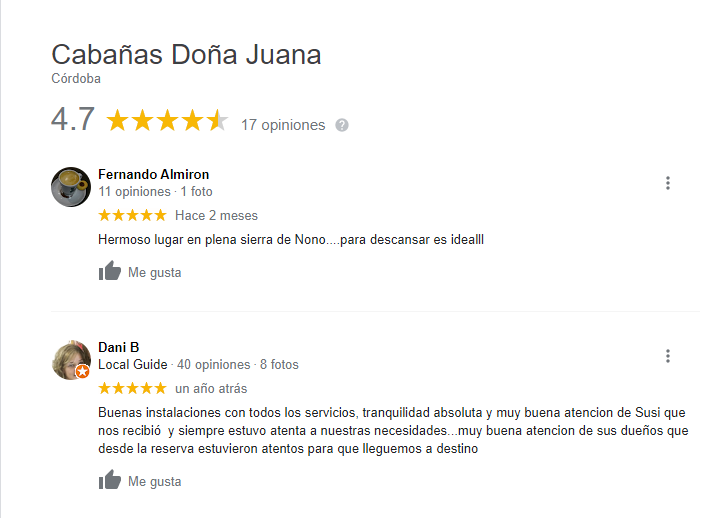 Cabañas Doña Juana
Córdoba
4.7 17 opiniones ?
Fernando Almiron
11 opiniones · 1 foto
Hace 2 meses
Hermoso lugar en plena sierra de Nono....para descansar es idealll
Me gusta
Dani B
Local Guide · 40 opiniones · 8 fotos
un año atrás
Buenas instalaciones con todos los servicios, tranquilidad absoluta y muy buena atencion de Susi que
nos recibió  y siempre estuvo atenta a nuestras necesidades...muy buena atencion de sus dueños que
desde la reserva estuvieron atentos para que lleguemos a destino
Me gusta